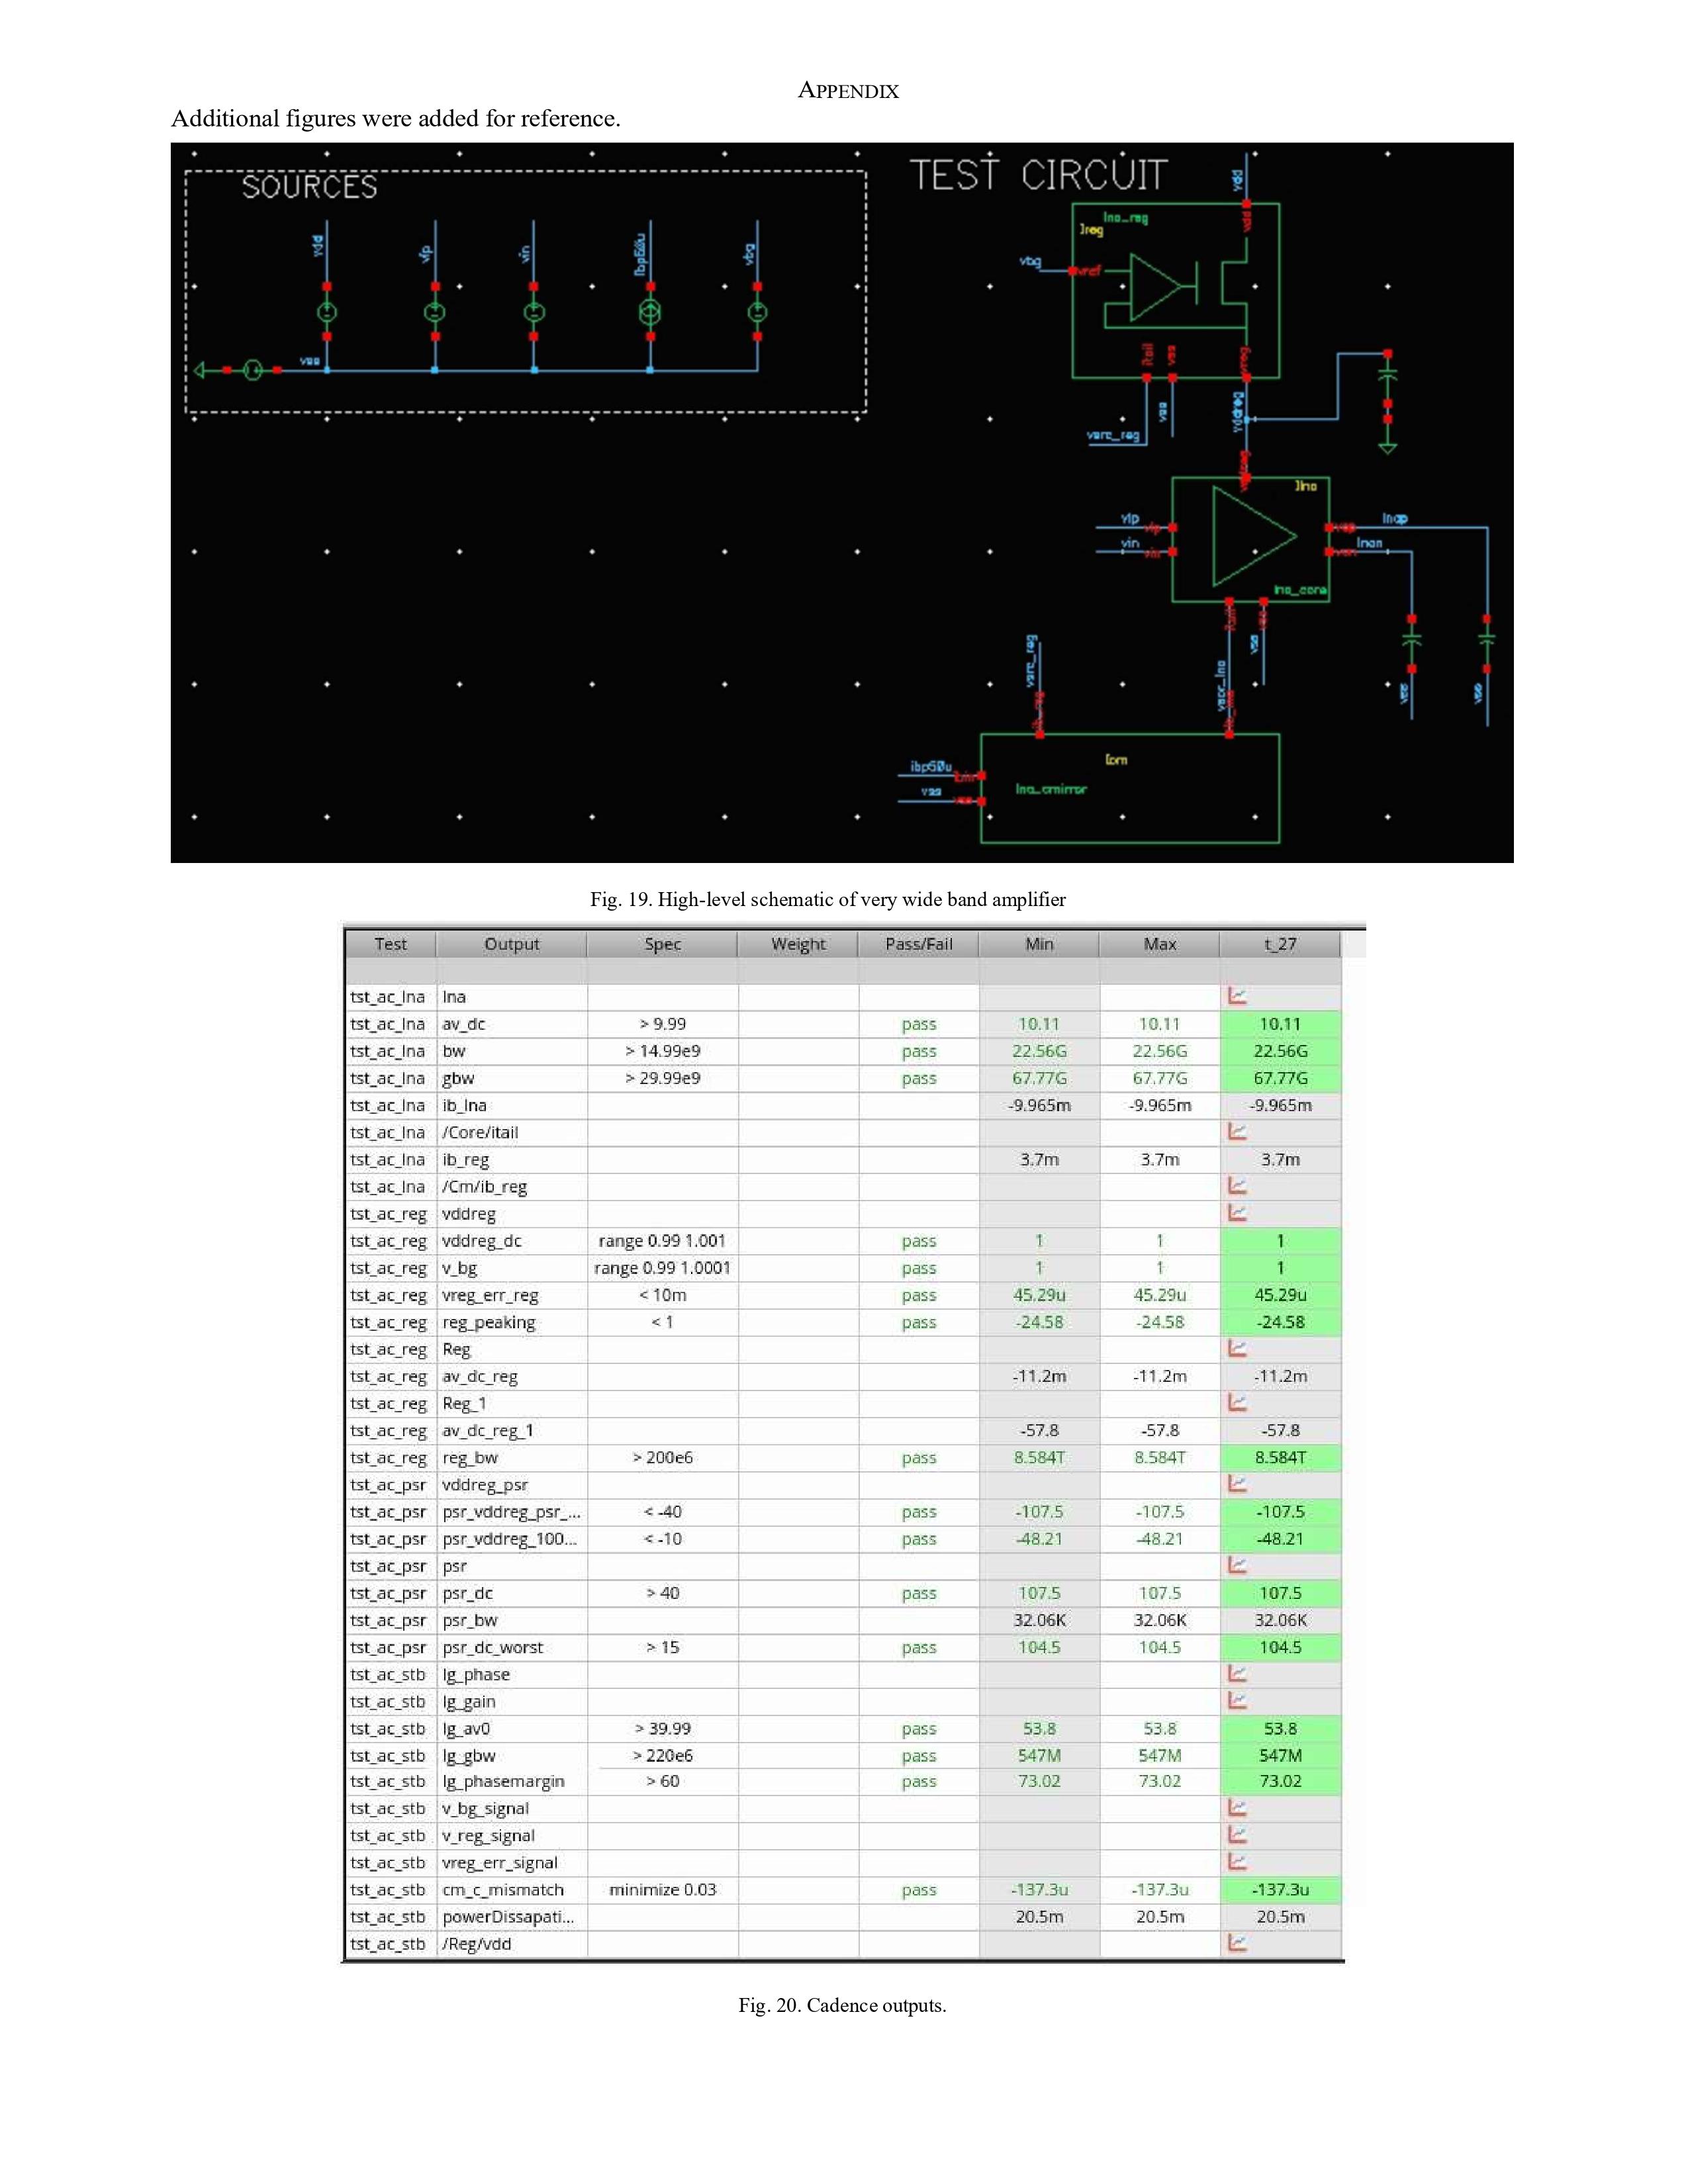 APPENDIX
Additional figures were added for reference.
SOURCES
TEST CIRCUIT
vdd
vip
vin
ibp50u
vbg
vss
vdd
vdd
lna_reg
Ireg
vbg
vref
itail
vss
vreg
vss
vddreg
vsrc_reg
Ilna
vip
vip
vin
vin
lnap
lnan
lna_core
vss
vsrc_reg
vsrc_lna
vss
vss
ib_reg
Icm
ibp50u
lna_cmirror
vss
vss
Fig. 19. High-level schematic of very wide band amplifier
Test Output Spec Weight Pass/Fail Min Max t_27
tst_ac_lna lna
tst_ac_lna av_dc > 9.99 pass 10.11 10.11 10.11
tst_ac_lna bw > 14.99e9 pass 22.56G 22.56G 22.56G
tst_ac_lna gbw > 29.99e9 pass 67.77G 67.77G 67.77G
tst_ac_lna ib_lna -9.965m -9.965m -9.965m
tst_ac_lna /Core/itail
tst_ac_lna ib_reg 3.7m 3.7m 3.7m
tst_ac_lna /Cm/ib_reg
tst_ac_reg vddreg
tst_ac_reg vddreg_dc range 0.99 1.001 pass 1 1 1
tst_ac_reg v_bg range 0.99 1.0001 pass 1 1 1
tst_ac_reg vreg_err_reg < 10m pass 45.29u 45.29u 45.29u
tst_ac_reg reg_peaking < 1 pass -24.58 -24.58 -24.58
tst_ac_reg Reg
tst_ac_reg av_dc_reg -11.2m -11.2m -11.2m
tst_ac_reg Reg_1
tst_ac_reg av_dc_reg_1 -57.8 -57.8 -57.8
tst_ac_reg reg_bw > 200e6 pass 8.584T 8.584T 8.584T
tst_ac_psr vddreg_psr
tst_ac_psr psr_vddreg_psr_... < -40 pass -107.5 -107.5 -107.5
tst_ac_psr psr_vddreg_100... < -10 pass -48.21 -48.21 -48.21
tst_ac_psr psr
tst_ac_psr psr_dc > 40 pass 107.5 107.5 107.5
tst_ac_psr psr_bw 32.06K 32.06K 32.06K
tst_ac_psr psr_dc_worst > 15 pass 104.5 104.5 104.5
tst_ac_stb lg_phase
tst_ac_stb lg_gain
tst_ac_stb lg_av0 > 39.99 pass 53.8 53.8 53.8
tst_ac_stb lg_gbw > 220e6 pass 547M 547M 547M
tst_ac_stb lg_phasemargin > 60 pass 73.02 73.02 73.02
tst_ac_stb v_bg_signal
tst_ac_stb v_reg_signal
tst_ac_stb vreg_err_signal
tst_ac_stb cm_c_mismatch minimize 0.03 pass -137.3u -137.3u -137.3u
tst_ac_stb powerDissapati... 20.5m 20.5m 20.5m
tst_ac_stb /Reg/vdd
Fig. 20. Cadence outputs.